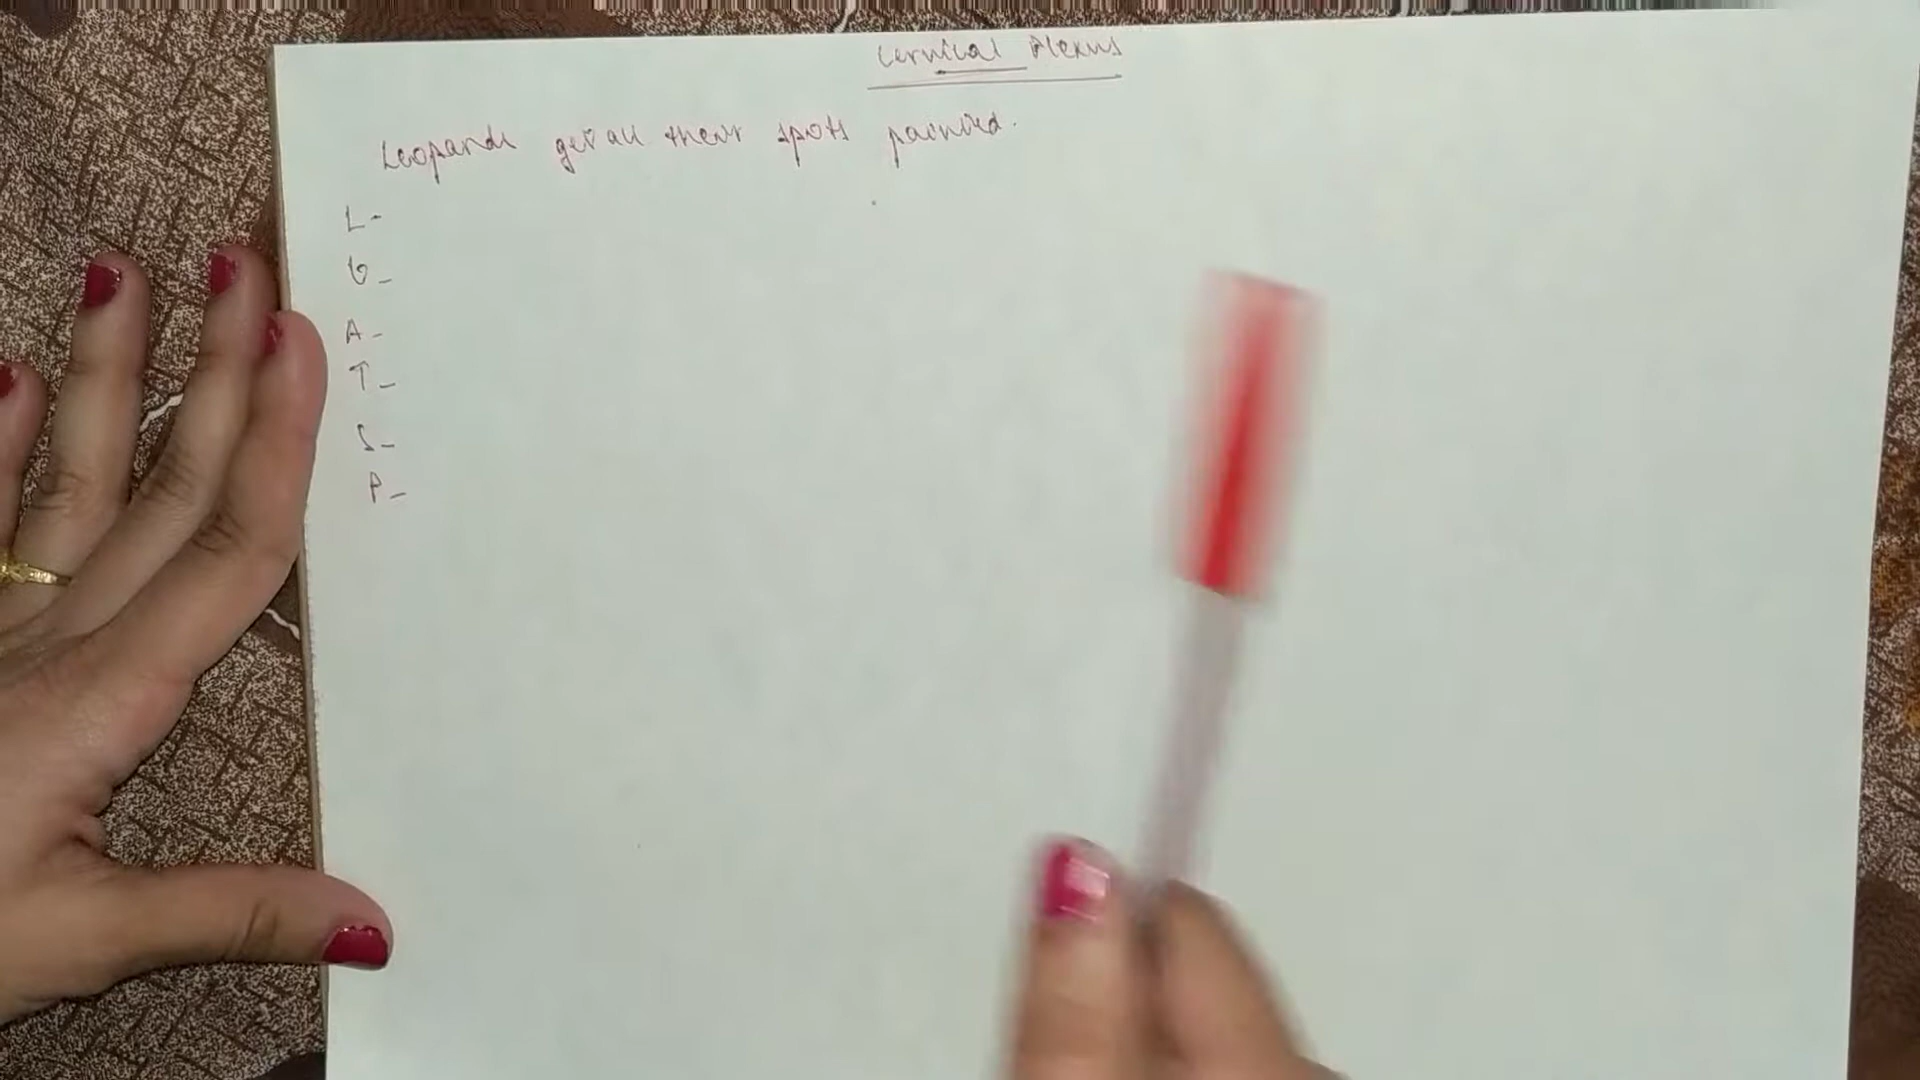 Cervical Plexus
Leopards get all their spots painted.
L-
G-
A-
T-
S-
P-